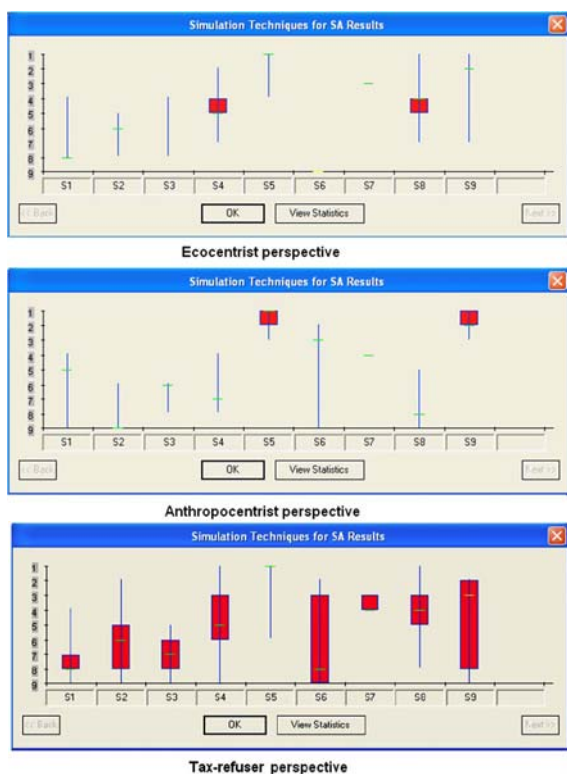 Simulation Techniques for SA Results
1
2
3
4
5
6
7
8
9
S1 S2 S3 S4 S5 S6 S7 S8 S9
<< Back OK View Statistics Next >>
Ecocentrist perspective
Simulation Techniques for SA Results
1
2
3
4
5
6
7
8
9
S1 S2 S3 S4 S5 S6 S7 S8 S9
<< Back OK View Statistics Next >>
Anthropocentrist perspective
Simulation Techniques for SA Results
1
2
3
4
5
6
7
8
9
S1 S2 S3 S4 S5 S6 S7 S8 S9
<< Back OK View Statistics Next >>
Tax-refuser perspective